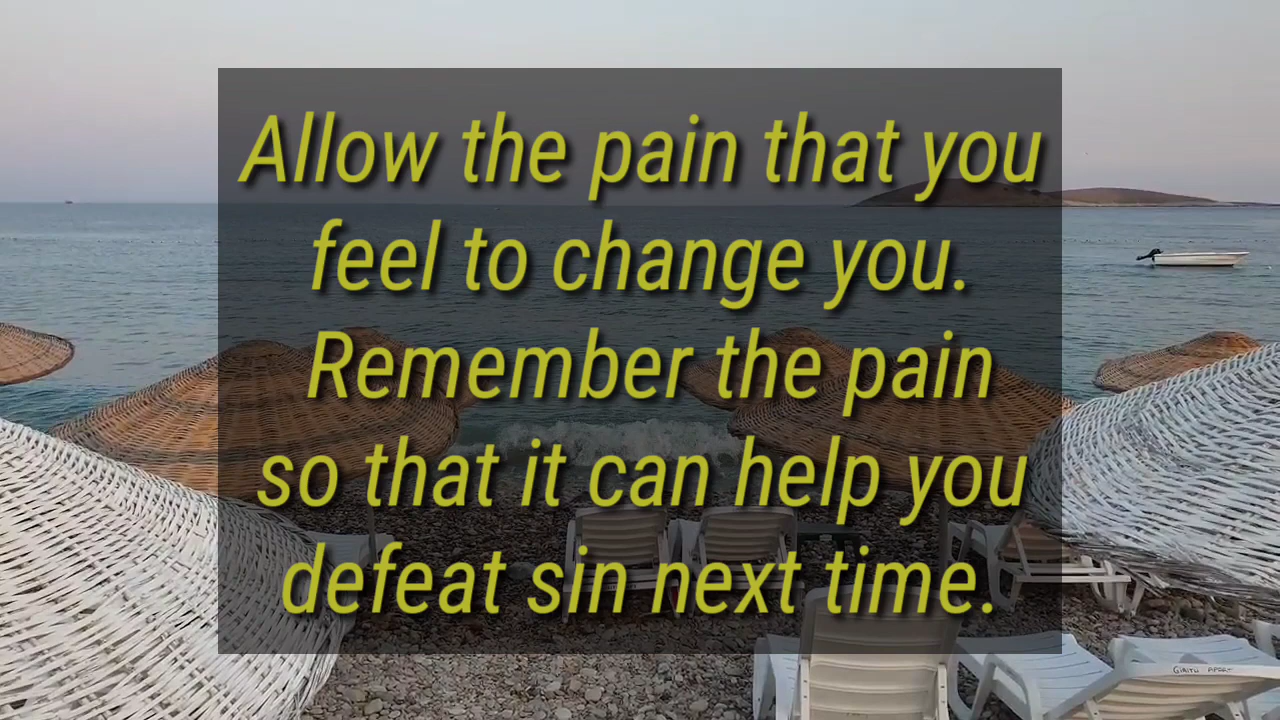 Allow the pain that you
feel to change you.
Remember the pain
so that it can help you
defeat sin next time.